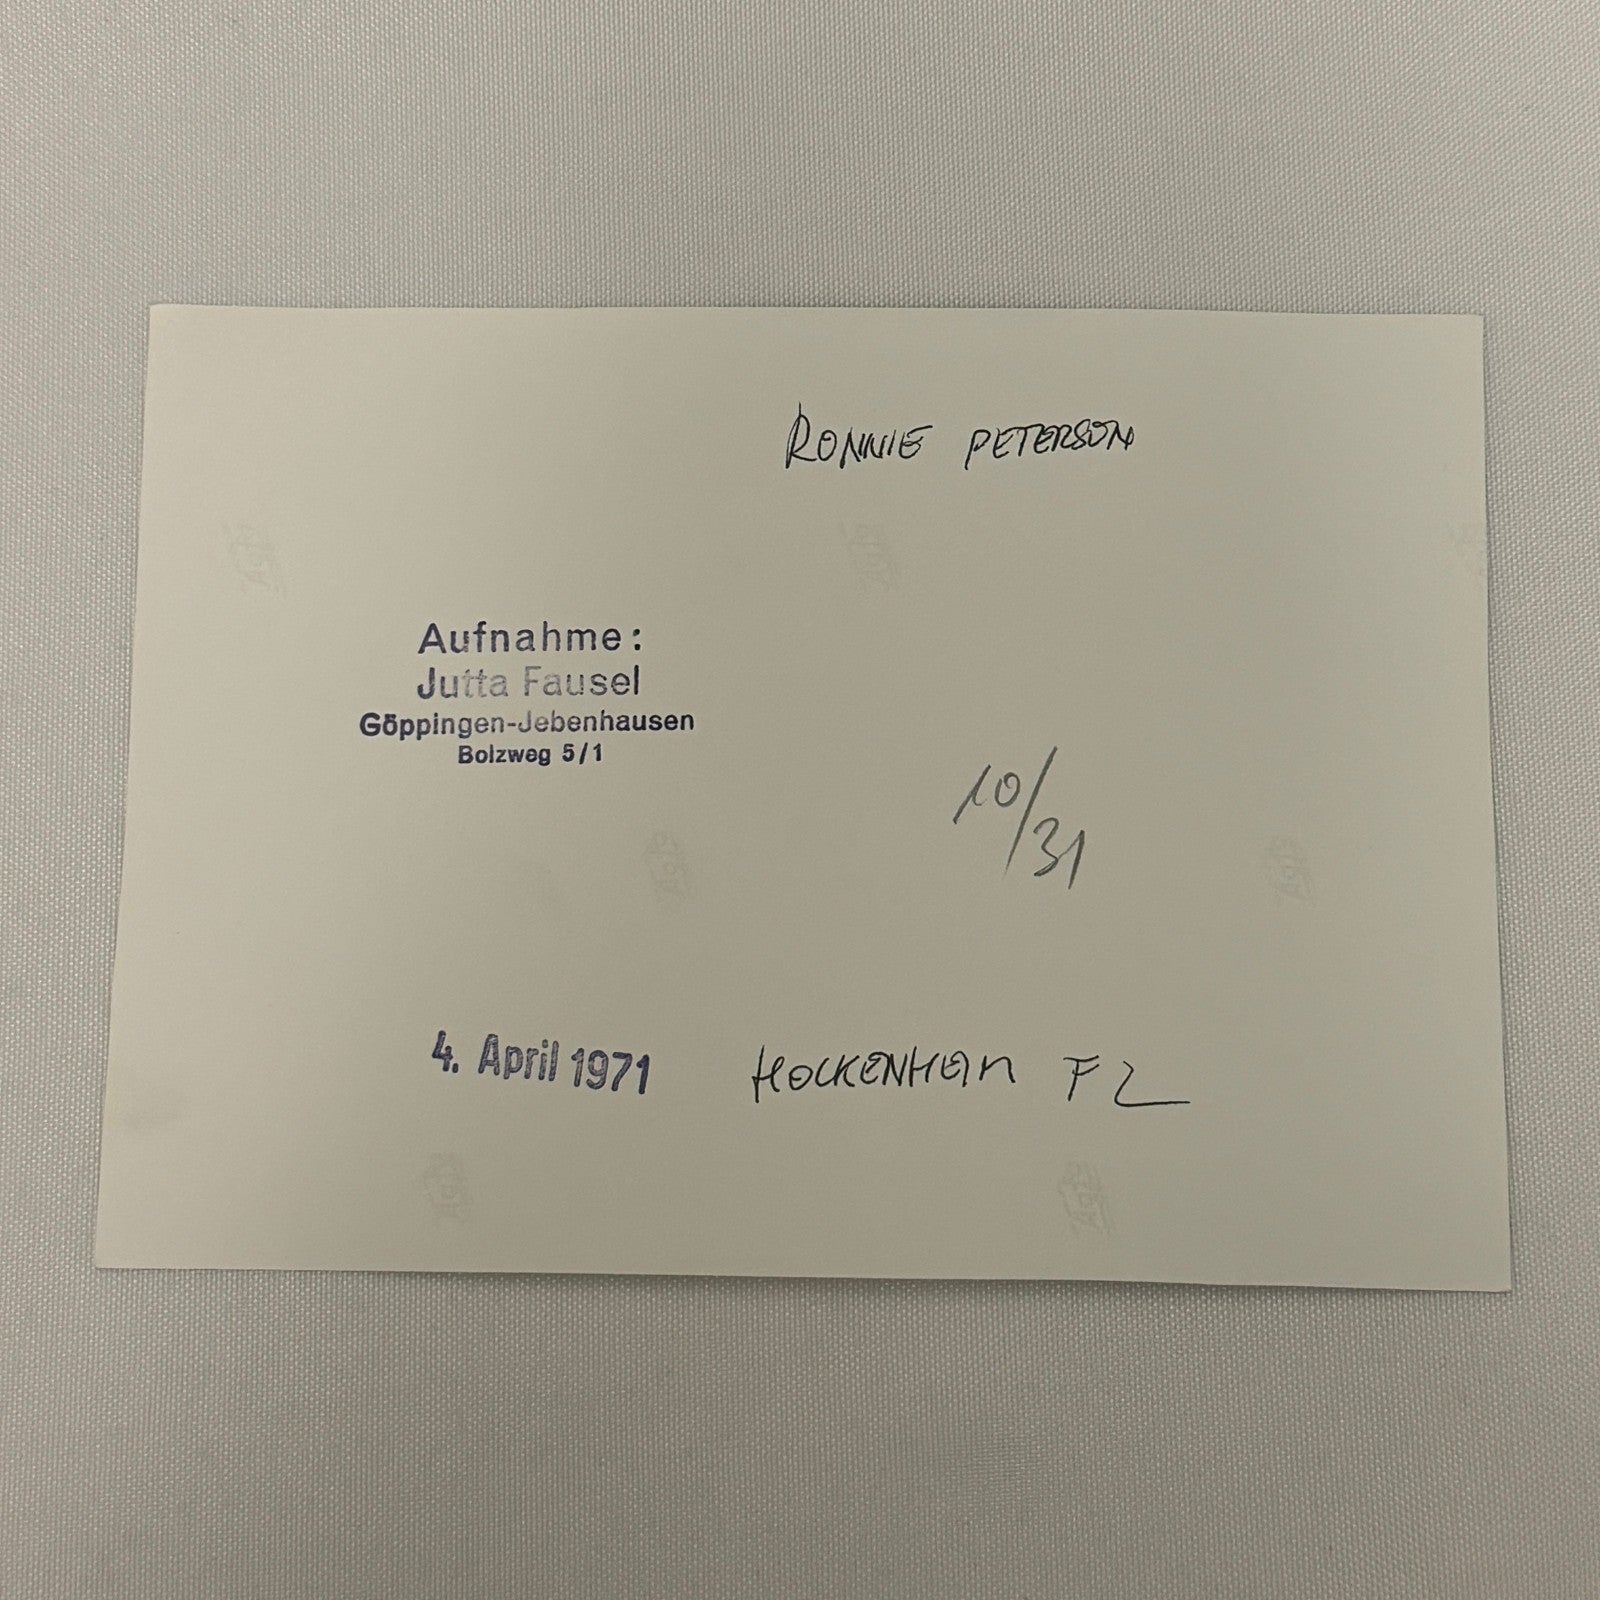 RONNIE PETERSON
Aufnahme:
Jutta Fausel
Göppingen-Jebenhausen
Bolzweg 5/1
10/31
4. April 1971 HOCKENHEIM F2